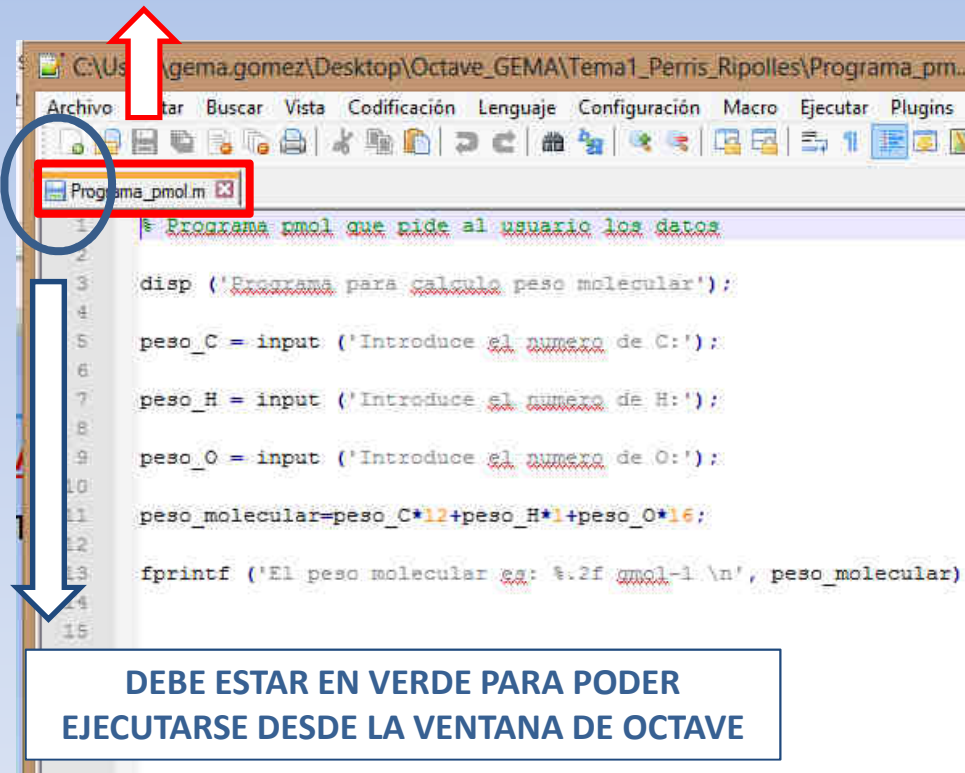 C:\Us \gema.gomez\Desktop\Octave_GEMA\Tema1_Perris_Ripolles\Programa_pm..
Archivo tar Buscar Vista Codificación Lenguaje Configuración Macro Ejecutar Plugins
Programa_pmol.m
1 % Programa pmol que pide al usuario los datos
2
3 disp ('Programa para calculo peso molecular');
4
5 peso_C = input ('Introduce el numero de C:');
6
7 peso_H = input ('Introduce el numero de H:');
8
9 peso_O = input ('Introduce el numero de O:');
10
11 peso_molecular=peso_C*12+peso_H*1+peso_O*16;
12
13 fprintf ('El peso molecular es: %.2f gmol-1 \n', peso_molecular)
14
15
DEBE ESTAR EN VERDE PARA PODER
EJECUTARSE DESDE LA VENTANA DE OCTAVE